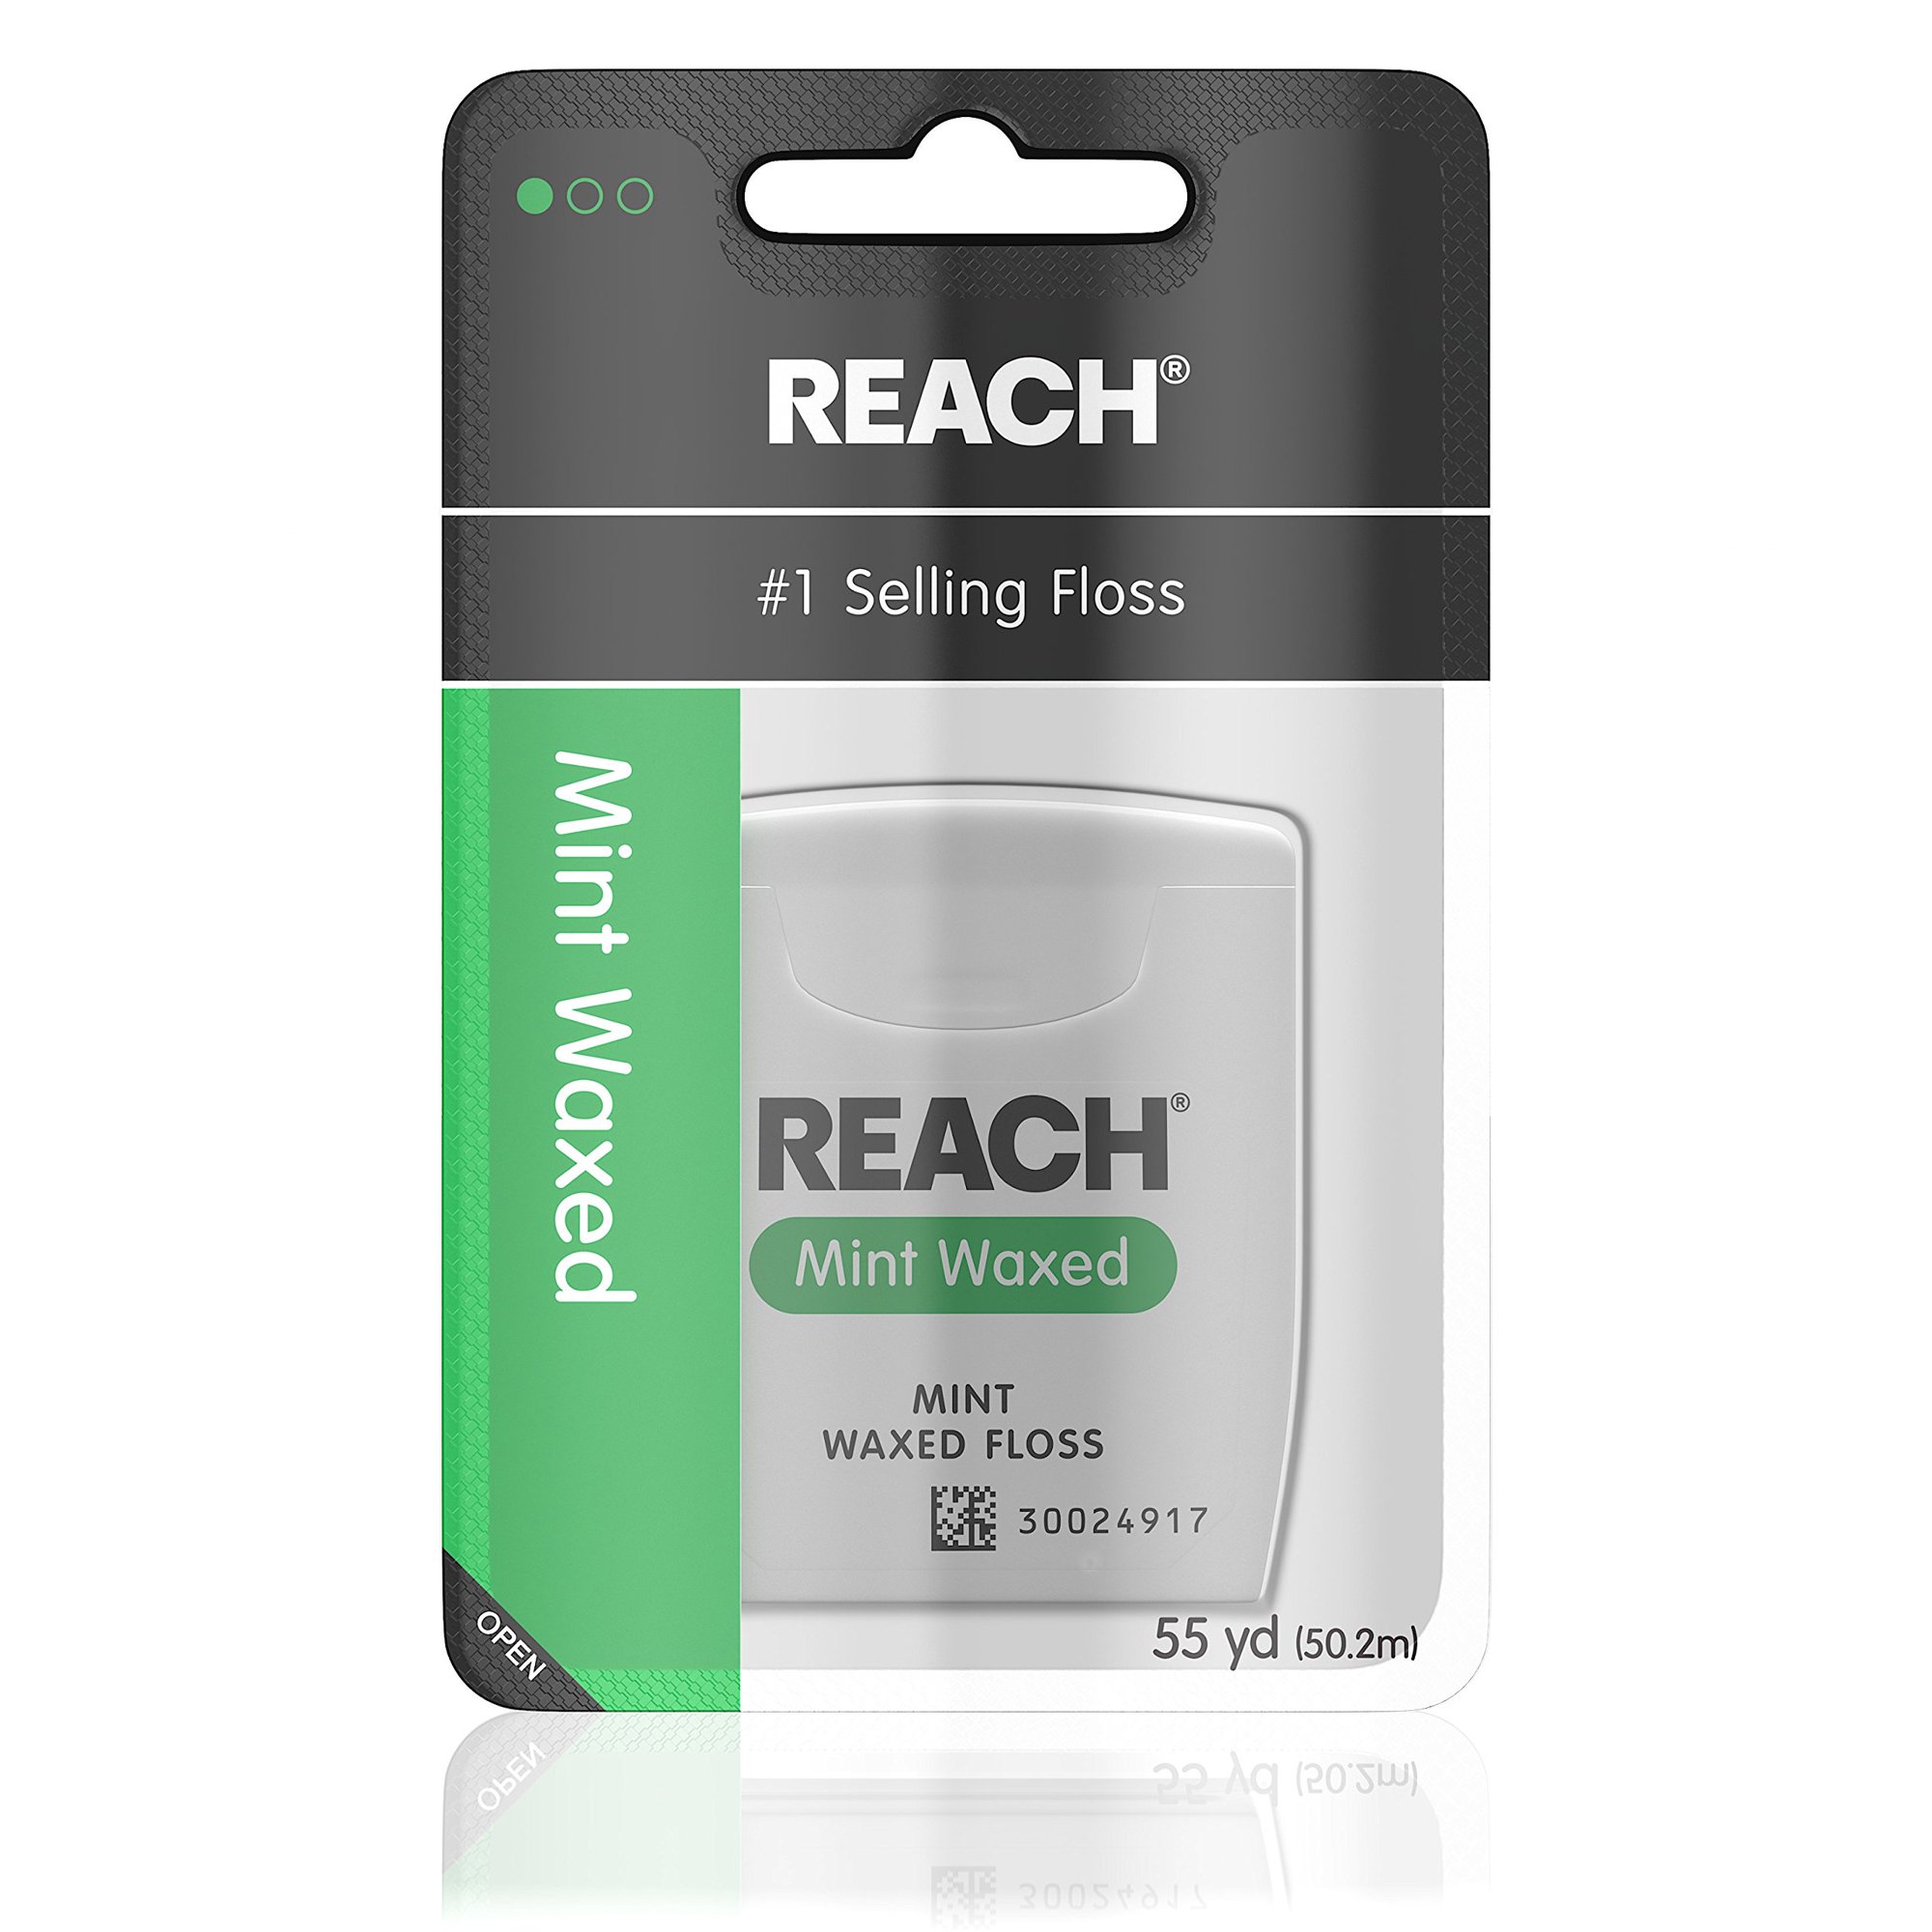 REACH®
#1 Selling Floss
Mint Waxed
REACH®
Mint Waxed
MINT
WAXED FLOSS
30024917
55 yd (50.2m)
OPEN